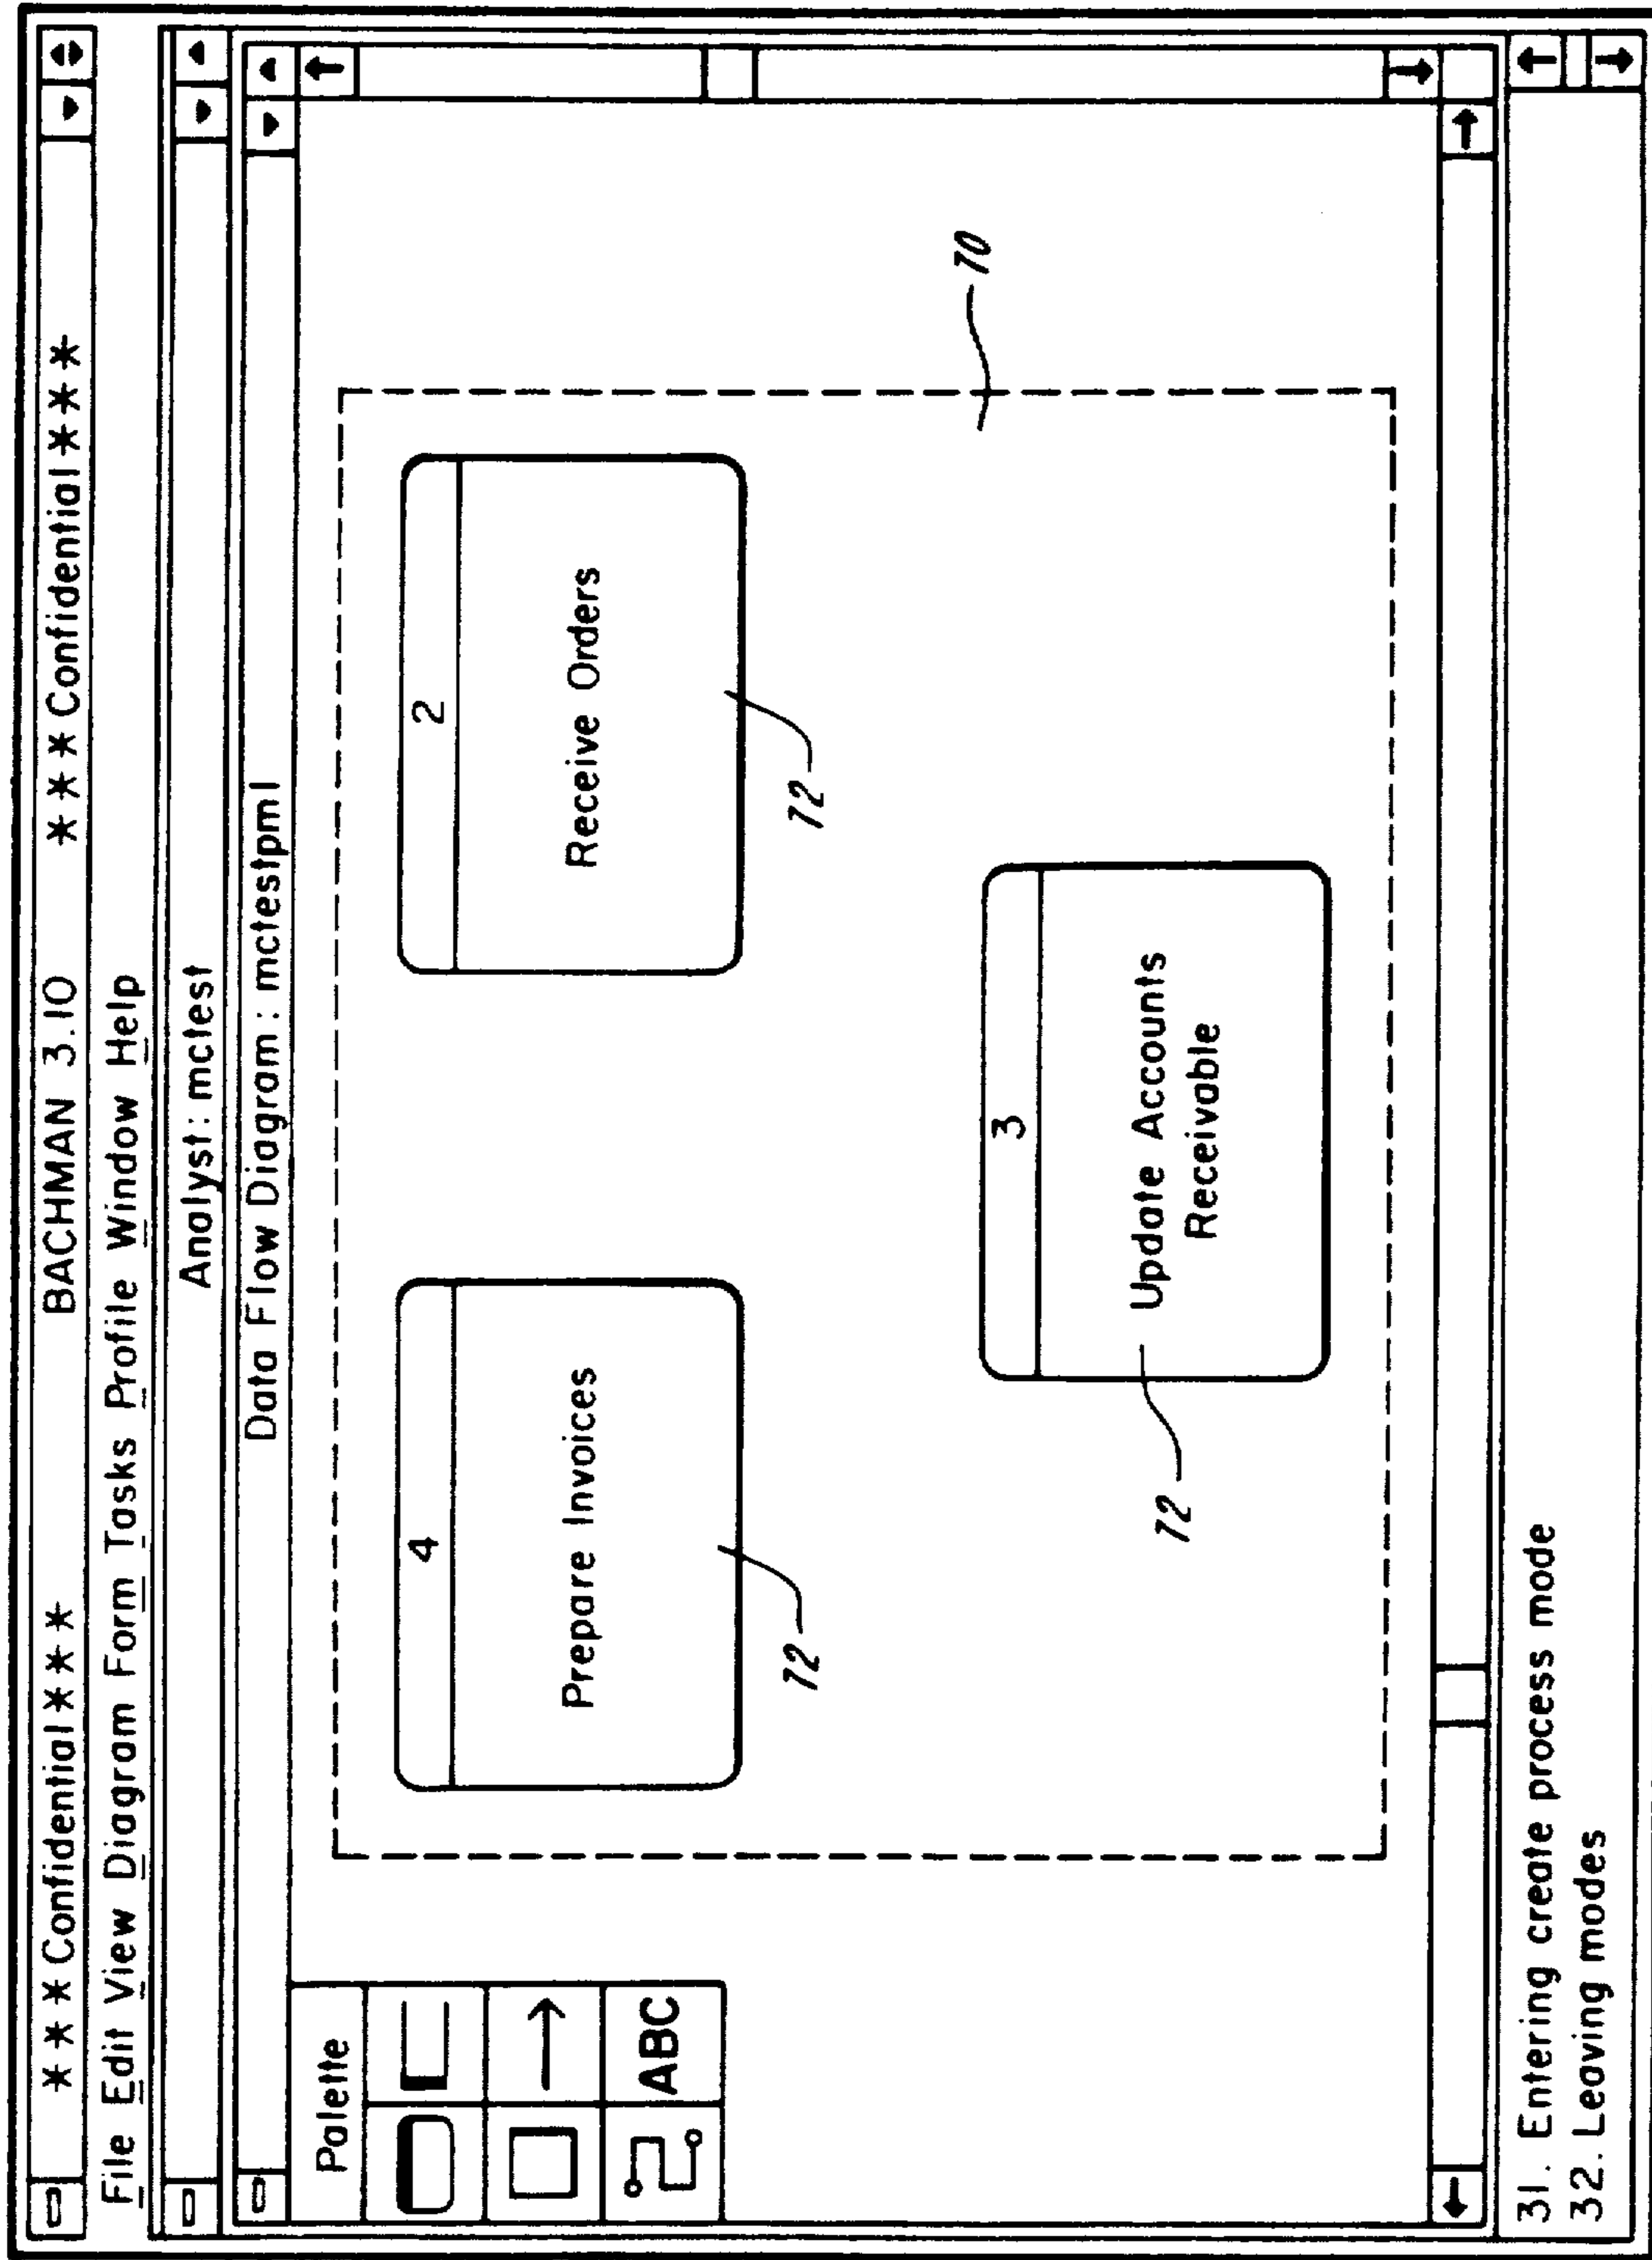 ***Confidential*** BACHMAN 3.10 ***Confidential***
File Edit View Diagram Form Tasks Profile Window Help
Analyst: mctest
Data Flow Diagram : mctestpml
Palette
ABC
4
Prepare Invoices
72
2
Receive Orders
72
3
Update Accounts
Receivable
72
70
31. Entering create process mode
32. Leaving modes